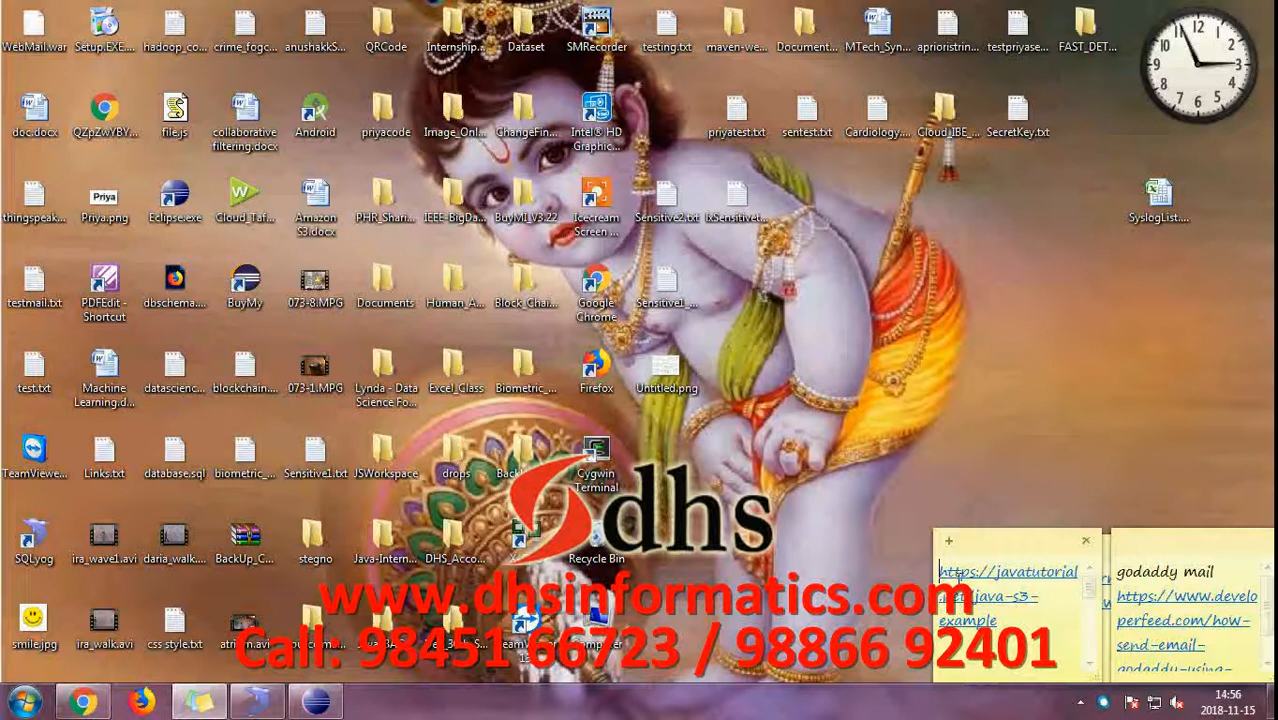 WebMail.war
Setup.EXE...
hadoop_co...
crime_fogc...
anushakkS...
QRCode
Internship...
Dataset
SMRecorder
testing.txt
maven-we...
Document...
MTech_Syn...
aprioristrin...
testpriyase...
FAST_DET...
doc.docx
QZpZwYBY...
file.js
collaborative
filtering.docx
Android
priyacode
Image_Onl...
ChangeFin...
Intel® HD
Graphic...
priyatest.txt
sentest.txt
Cardiology....
Cloud_IBE_...
SecretKey.txt
thingspeak...
Priya.png
Eclipse.exe
Cloud_Taf...
Amazon
S3.docx
PHR_Shari...
IEEE-BigDa...
BuyMI_V3.22
Icecream
Screen ...
Sensitive2.txt
IxSensitivet...
SyslogList....
testmail.txt
PDFEdit -
Shortcut
dbschema....
BuyMy
073-8.MPG
Documents
Human_A...
Block_Chai...
Google
Chrome
Sensitive1_...
test.txt
Machine
Learning.d...
datascienc...
blockchain....
073-1.MPG
Lynda - Data
Science Fo...
Excel_Class
Biometric_...
Firefox
Untitled.png
TeamViewe...
Links.txt
database.sql
biometric_...
Sensitive1.txt
JSWorkspace
drops
Cygwin
Terminal
SQLyog
ira_wave1.avi
daria_walk....
BackUp_C...
stegno
Java-Intern...
DHS_Acco...
Recycle Bin
smile.jpg
ira_walk.avi
css style.txt
dhs
www.dhsinformatics.com
Call: 98451 66723 / 98866 92401
https://javatutorial
.net/java-s3-
example
godaddy mail
https://www.develo
perfeed.com/how-
send-email-
godaddy-using-
14:56
2018-11-15